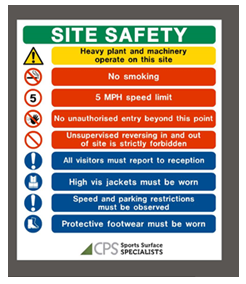 SITE SAFETY
Heavy plant and machinery
operate on this site
No smoking
5
5 MPH speed limit
No unauthorised entry beyond this point
Unsupervised reversing in and out
of site is strictly forbidden
All visitors must report to reception
High vis jackets must be worn
Speed and parking restrictions
must be observed
Protective footwear must be worn
CPS Sports Surface
SPECIALISTS